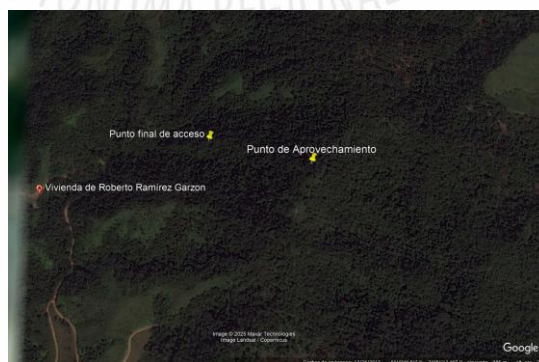 Punto final de acceso
Punto de Aprovechamiento
Vivienda de Roberto Ramirez Garzon
Image © 2025 Maxar Technologies
Image Landsat / Copernicus
Google